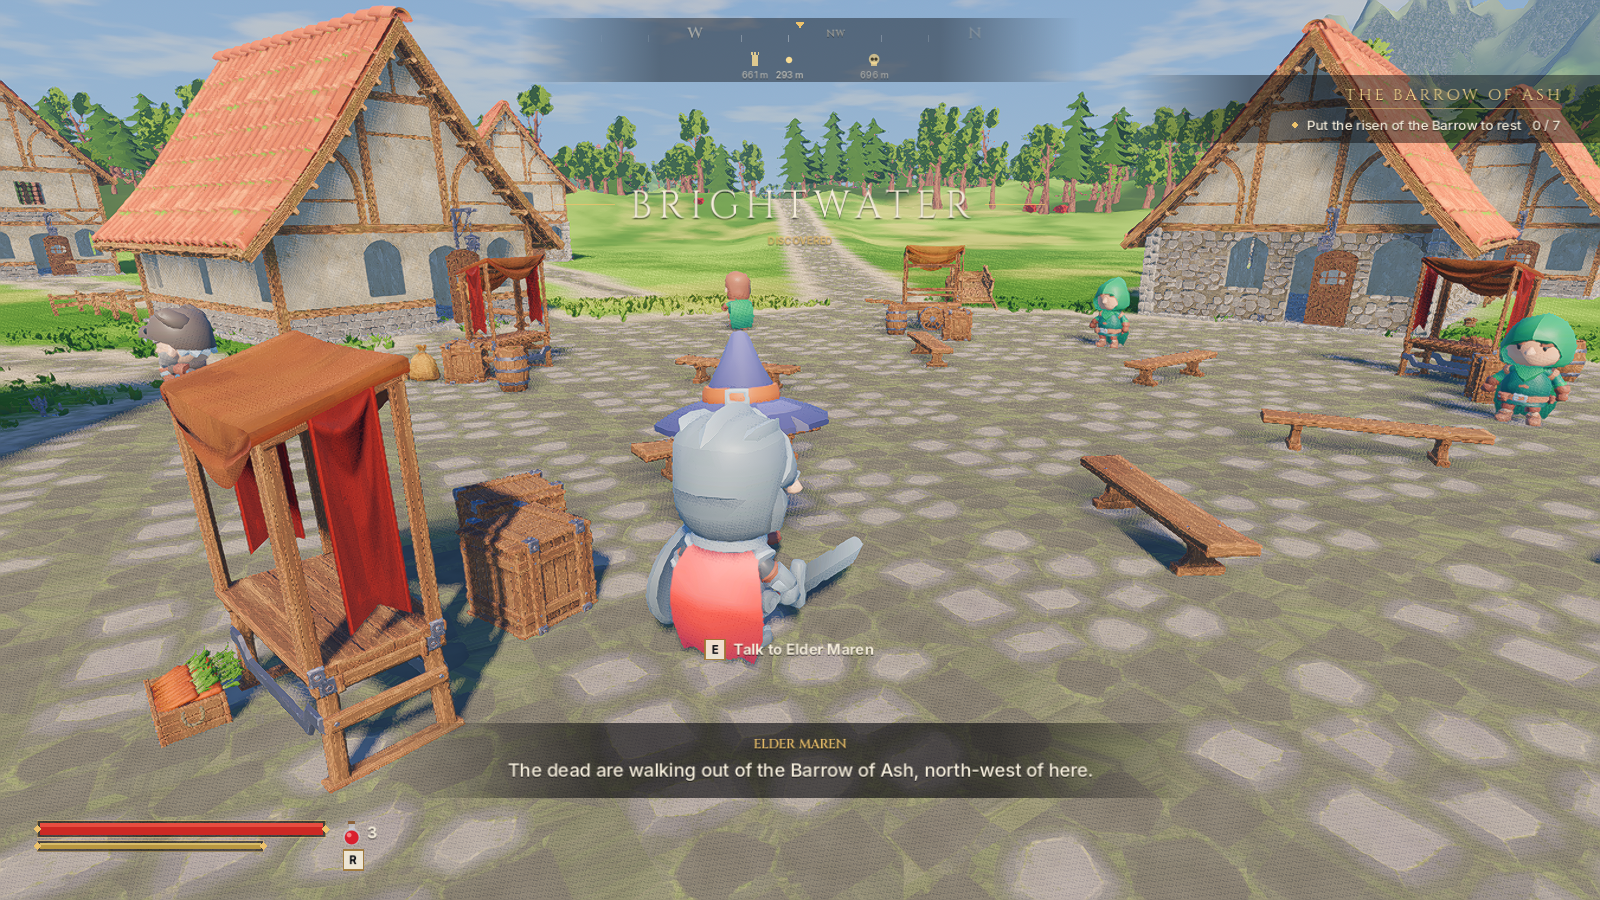 W NW N
661 m 293 m 696 m
THE BARROW OF ASH
Put the risen of the Barrow to rest 0 / 7
BRIGHTWATER
DISCOVERED
E Talk to Elder Maren
ELDER MAREN
The dead are walking out of the Barrow of Ash, north-west of here.
3
R